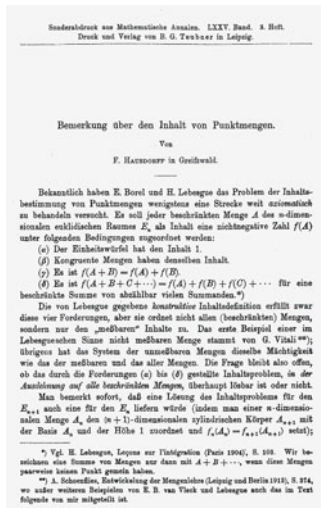 Sonderabdruck aus Mathematische Annalen. LXXV. Band. 3. Heft.
Druck und Verlag von B. G. Teubner in Leipzig.
Bemerkung über den Inhalt von Punktmengen.
Von
F. Hausdorff in Greifswald.
Bekanntlich haben E. Borel und H. Lebesgue das Problem der Inhalts-
bestimmung von Punktmengen wenigstens eine Strecke weit axiomatisch
zu behandeln versucht. Es soll jeder beschränkten Menge A des n-dimen-
sionalen euklidischen Raumes Eₙ als Inhalt eine nichtnegative Zahl f(A)
unter folgenden Bedingungen zugeordnet werden:
(α) Der Einheitswürfel hat den Inhalt 1.
(β) Kongruente Mengen haben denselben Inhalt.
(γ) Es ist f(A + B) = f(A) + f(B).
(δ) Es ist f(A + B + C + ⋯) = f(A) + f(B) + f(C) + ⋯ für eine
beschränkte Summe von abzählbar vielen Summanden.*)
Die von Lebesgue gegebene konstruktive Inhaltsdefinition erfüllt zwar
diese vier Forderungen, aber sie ordnet nicht allen (beschränkten) Mengen,
sondern nur den „meßbaren“ Inhalte zu. Das erste Beispiel einer im
Lebesgueschen Sinne nicht meßbaren Menge stammt von G. Vitali**);
übrigens hat das System der unmeßbaren Mengen dieselbe Mächtigkeit
wie das der meßbaren und das aller Mengen. Die Frage bleibt also offen,
ob das durch die Forderungen (α) bis (δ) gestellte Inhaltsproblem, in der
Ausdehnung auf alle beschränkten Mengen, überhaupt lösbar ist oder nicht.
Man bemerkt sofort, daß eine Lösung des Inhaltsproblems für den
Eₙ₊₁ auch eine für den Eₙ liefern würde (indem man einer n-dimensio-
nalen Menge Aₙ den (n + 1)-dimensionalen zylindrischen Körper Aₙ₊₁ mit
der Basis Aₙ und der Höhe 1 zuordnet und fₙ(Aₙ) = fₙ₊₁(Aₙ₊₁) setzt);
*) Vgl. H. Lebesgue, Leçons sur l'intégration (Paris 1904), S. 103. Wir be-
zeichnen eine Summe von Mengen nur dann mit A + B + ⋯, wenn diese Mengen
paarweise keinen Punkt gemein haben.
**) A. Schoenflies, Entwickelung der Mengenlehre (Leipzig und Berlin 1913), S. 374,
wo außer weiteren Beispielen von E. B. van Vleck und Lebesgue auch das im Text
folgende von mir mitgeteilt ist.